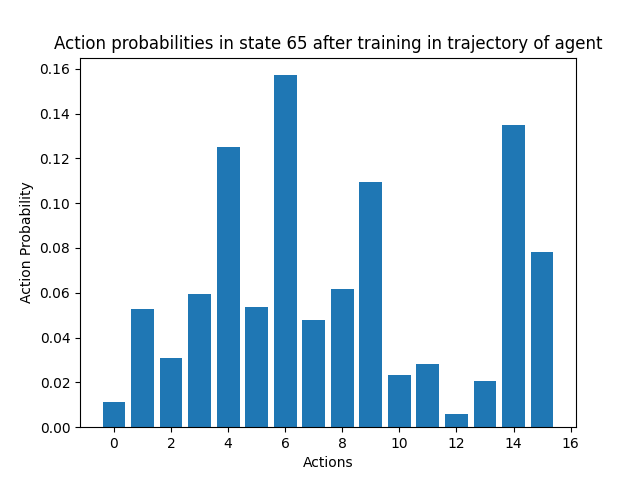 Action probabilities in state 65 after training in trajectory of agent
0.16
0.14
0.12
0.10
0.08
0.06
0.04
0.02
0.00
Action Probability
0 2 4 6 8 10 12 14 16
Actions